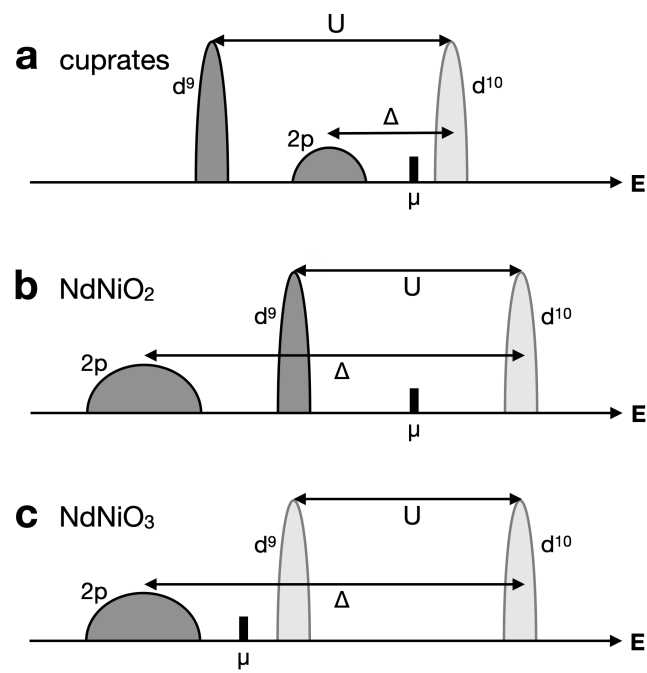 U
a cuprates
d⁹
d¹⁰
Δ
2p
E
μ
b NdNiO₂
U
d⁹
d¹⁰
2p
Δ
E
μ
c NdNiO₃
U
d⁹
d¹⁰
2p
Δ
E
μ